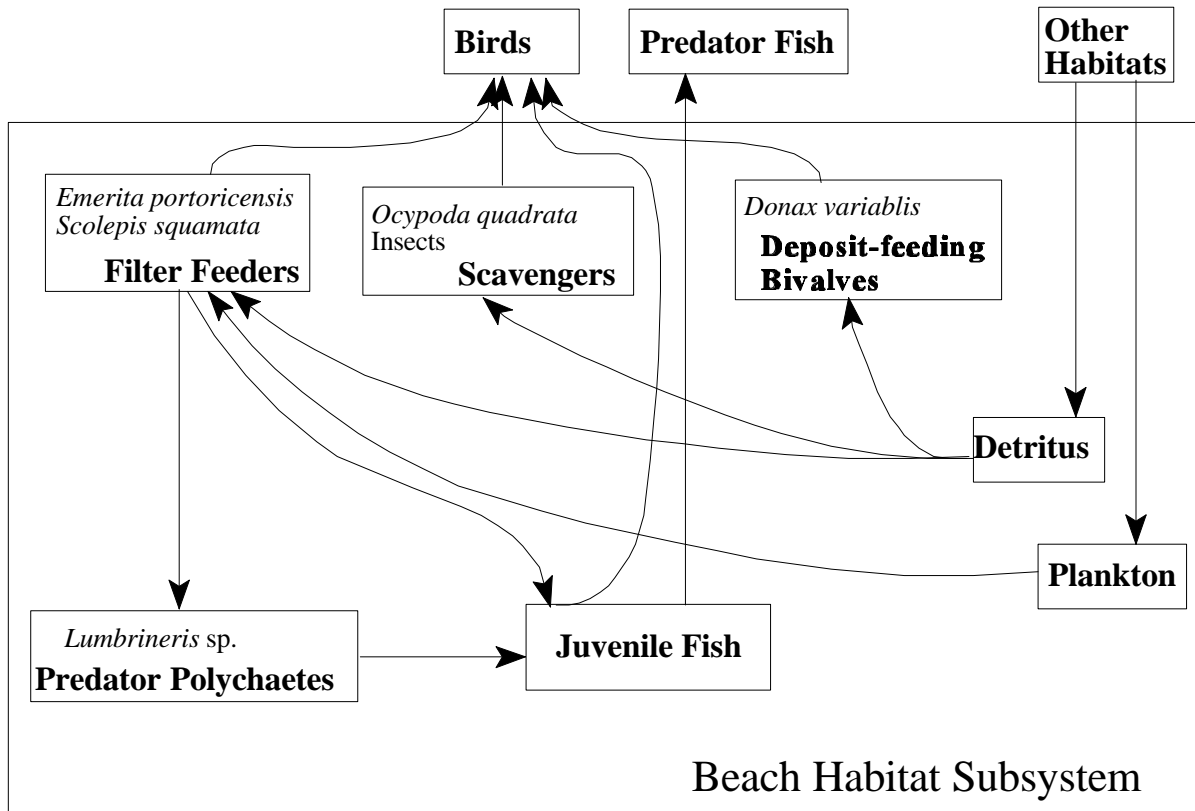 Birds
Predator Fish
Other
Habitats
Emerita portoricensis
Scolepis squamata
Filter Feeders
Ocypoda quadrata
Insects
Scavengers
Donax variablis
Deposit-feeding
Bivalves
Detritus
Plankton
Lumbrineris sp.
Predator Polychaetes
Juvenile Fish
Beach Habitat Subsystem